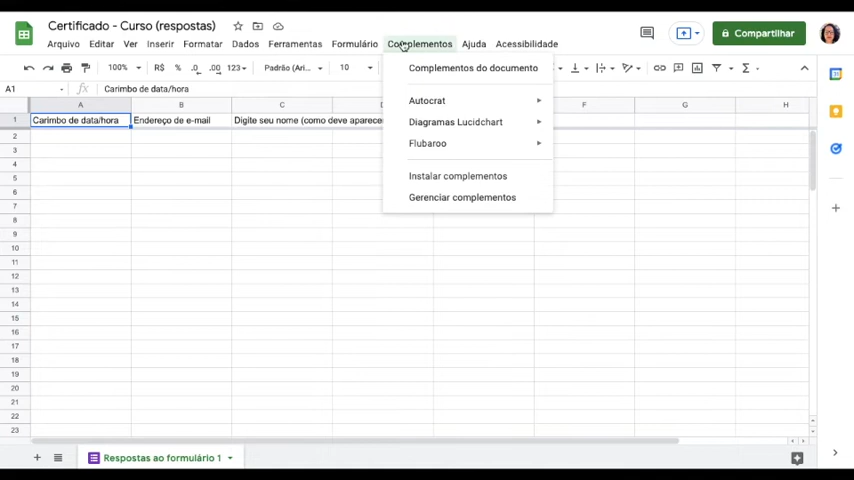 Certificado - Curso (respostas)
Arquivo Editar Ver Inserir Formatar Dados Ferramentas Formulário Complementos Ajuda Acessibilidade
Compartilhar
100% R$ % .0 .00 123 Padrão (Ari... 10
A1 fx Carimbo de data/hora
Complementos do documento
Autocrat
Diagramas Lucidchart
Flubaroo
Instalar complementos
Gerenciar complementos
A B C D F G H
1 Carimbo de data/hora Endereço de e-mail Digite seu nome (como deve aparecer
2
3
4
5
6
7
8
9
10
11
12
13
14
15
16
17
18
19
20
21
22
23
Respostas ao formulário 1